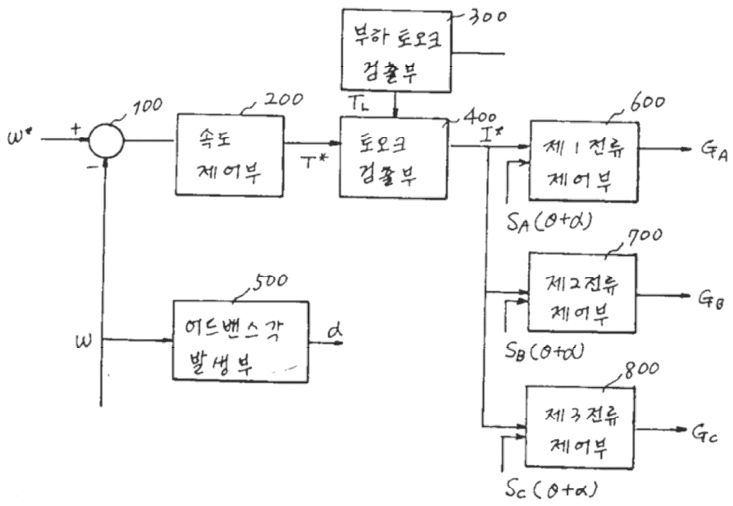 300
부하 토오크
검출부
TL
ω*
+
-
100
200
속도
제어부
T*
400
토오크
검출부
I*
600
제1전류
제어부
GA
SA(θ+α)
700
제2전류
제어부
GB
SB(θ+α)
ω
500
어드밴스각
발생부
α
800
제3전류
제어부
GC
SC(θ+α)